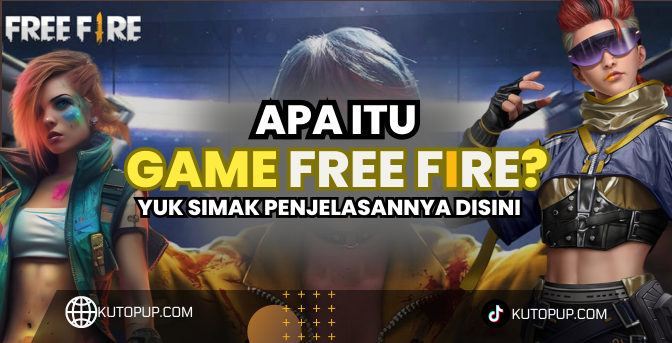 FREE FIRE
APA ITU
GAME FREE FIRE?
YUK SIMAK PENJELASANNYA DISINI
KUTOPUP.COM
KUTOPUP.COM